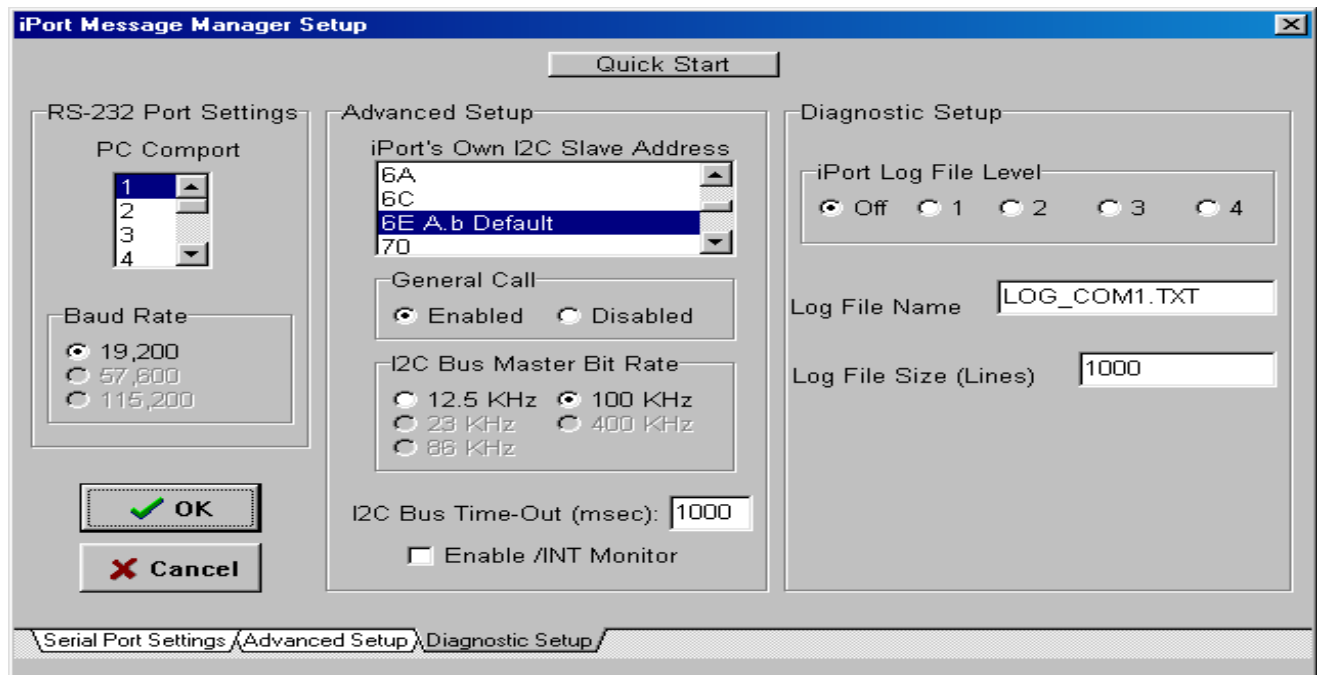 iPort Message Manager Setup
Quick Start
RS-232 Port Settings
PC Comport
1
2
3
4
Baud Rate
19,200
57,600
115,200
OK
Cancel
Advanced Setup
iPort's Own I2C Slave Address
6A
6C
6E A.b Default
70
General Call
Enabled Disabled
I2C Bus Master Bit Rate
12.5 KHz 100 KHz
23 KHz 400 KHz
86 KHz
I2C Bus Time-Out (msec): 1000
Enable /INT Monitor
Diagnostic Setup
iPort Log File Level
Off 1 2 3 4
Log File Name LOG_COM1.TXT
Log File Size (Lines) 1000
Serial Port Settings Advanced Setup Diagnostic Setup